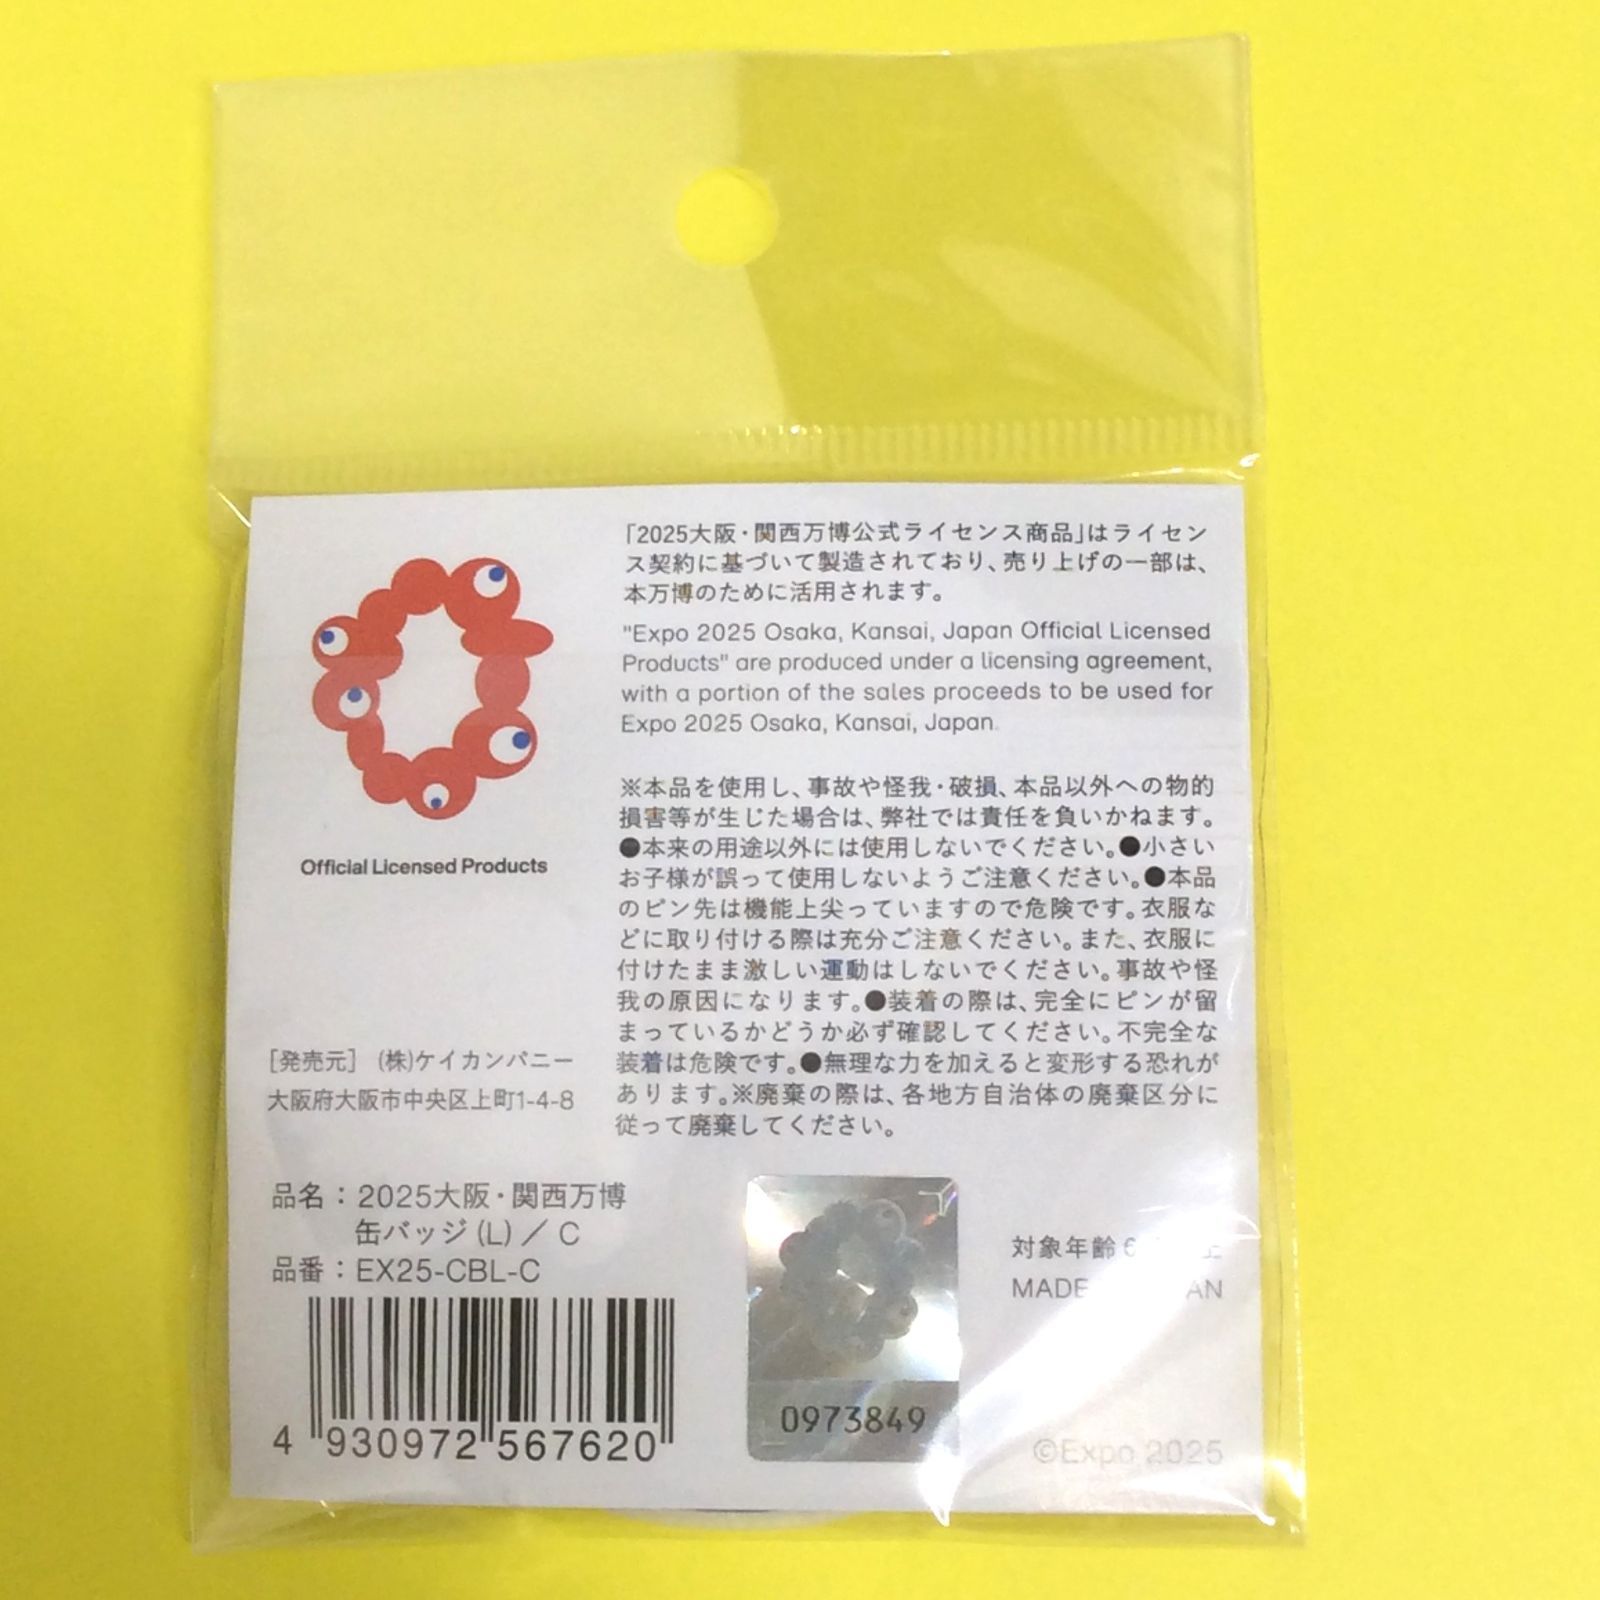 「2025大阪・関西万博公式ライセンス商品」はライセン
ス契約に基づいて製造されており、売り上げの一部は、
本万博のために活用されます。
"Expo 2025 Osaka, Kansai, Japan Official Licensed
Products" are produced under a licensing agreement,
with a portion of the sales proceeds to be used for
Expo 2025 Osaka, Kansai, Japan.
Official Licensed Products
※本品を使用し、事故や怪我・破損、本品以外への物的
損害等が生じた場合は、弊社では責任を負いかねます。
●本来の用途以外には使用しないでください。●小さい
お子様が誤って使用しないようご注意ください。●本品
のピン先は機能上尖っていますので危険です。衣服な
どに取り付ける際は充分ご注意ください。また、衣服に
付けたまま激しい運動はしないでください。事故や怪
我の原因になります。●装着の際は、完全にピンが留
まっているかどうか必ず確認してください。不完全な
装着は危険です。●無理な力を加えると変形する恐れが
あります。※廃棄の際は、各地方自治体の廃棄区分に
従って廃棄してください。
[発売元] (株)ケイカンパニー
大阪府大阪市中央区上町1-4-8
品名：2025大阪・関西万博
缶バッジ(L)／C
品番：EX25-CBL-C
4 930972 567620
0973849
対象年齢6
MADE
©Expo 2025